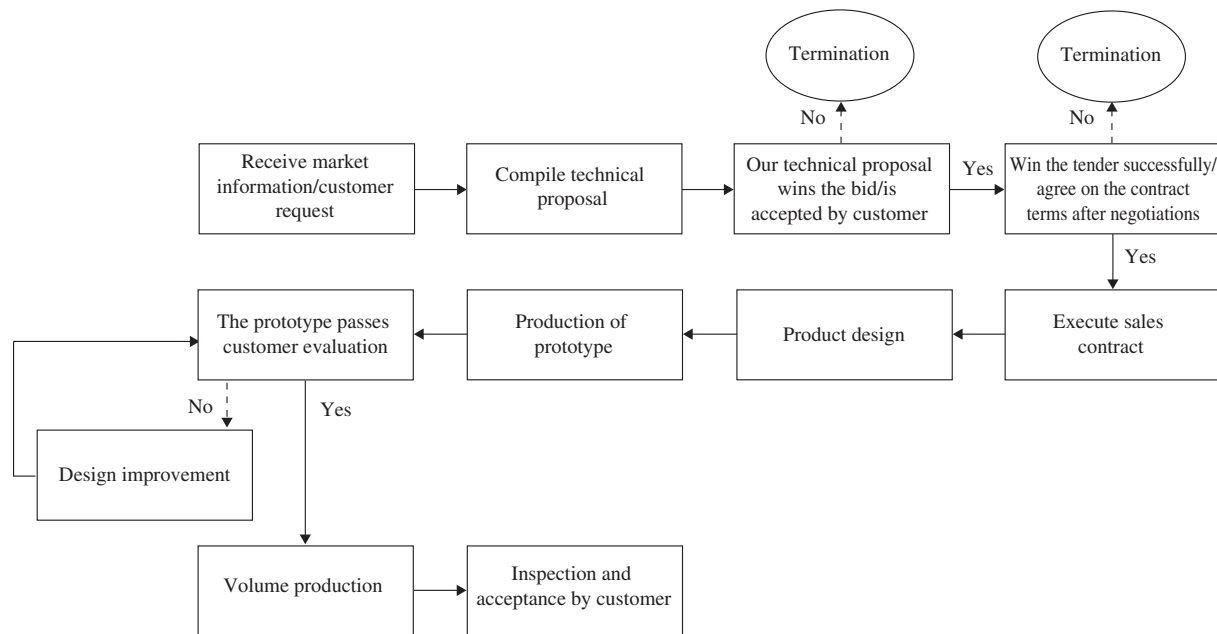 Termination
Termination
No
No
Receive market
information/customer
request
Compile technical
proposal
Our technical proposal
wins the bid/is
accepted by customer
Yes
Win the tender successfully/
agree on the contract
terms after negotiations
Yes
The prototype passes
customer evaluation
Production of
prototype
Product design
Execute sales
contract
No
Yes
Design improvement
Volume production
Inspection and
acceptance by customer